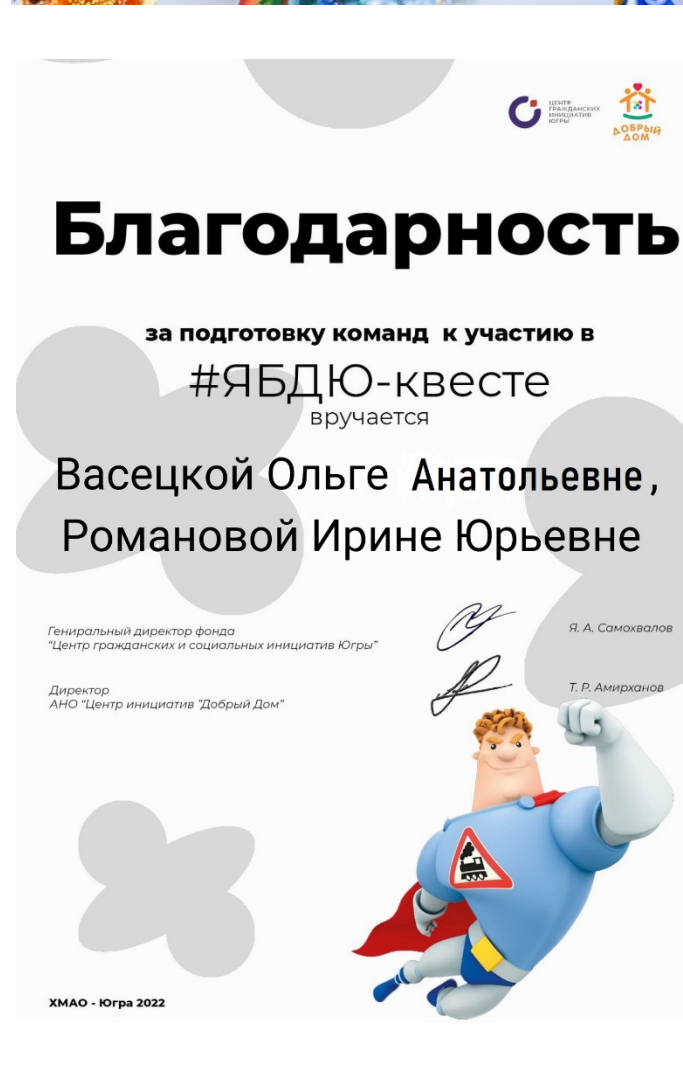 ЦЕНТР
ГРАЖДАНСКИХ
ИНИЦИАТИВ
ЮГРЫ
ДОБРЫЙ
ДОМ
Благодарность
за подготовку команд к участию в
#ЯБДЮ-квесте
вручается
Васецкой Ольге Анатольевне,
Романовой Ирине Юрьевне
Гениральный директор фонда
"Центр гражданских и социальных инициатив Югры"
Я. А. Самохвалов
Директор
АНО "Центр инициатив "Добрый Дом"
Т. Р. Амирханов
ХМАО - Югра 2022